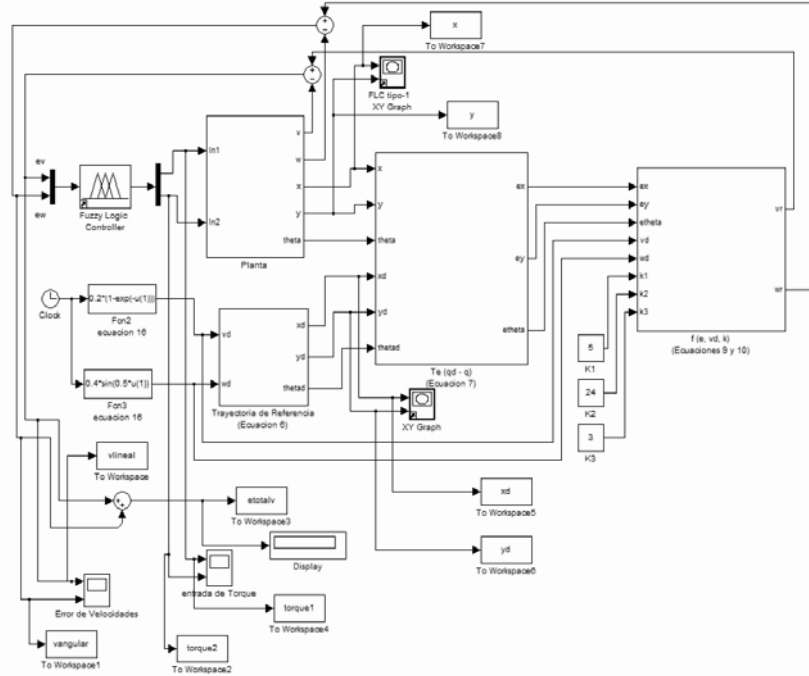 x
To Workspace7
FLC tipo-1
XY Graph
y
To Workspace8
ev
ew
Fuzzy Logic
Controller
In1
In2
v
w
x
y
theta
Planta
x
y
theta
xd
yd
thetad
ex
ey
etheta
Te (qd - q)
(Ecuacion 7)
ex
ey
etheta
vd
wd
k1
k2
k3
vr
wr
f (e, vd, k)
(Ecuaciones 9 y 10)
Clock
0.2*(1-exp(-u(1)))
Fcn2
ecuacion 16
0.4*sin(0.5*u(1))
Fcn3
ecuacion 16
vd
wd
xd
yd
thetad
Trayectoria de Referencia
(Ecuacion 6)
XY Graph
5
K1
24
K2
3
K3
vlineal
To Workspace
etotalv
To Workspace3
Display
xd
To Workspace5
yd
To Workspace6
Error de Velocidades
entrada de Torque
torque1
To Workspace4
vangular
To Workspace1
torque2
To Workspace2